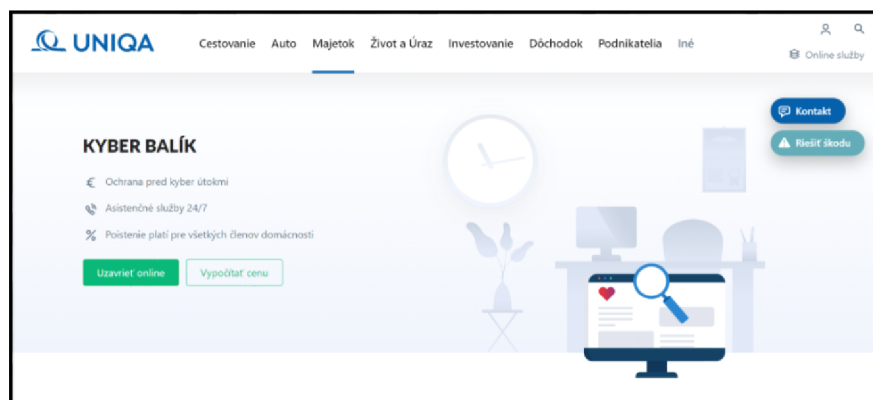 UNIQA
Cestovanie Auto Majetok Život a Úraz Investovanie Dôchodok Podnikatelia Iné
Online služby
Kontakt
Riešiť škodu
KYBER BALÍK
Ochrana pred kyber útokmi
Asistenčné služby 24/7
Poistenie platí pre všetkých členov domácnosti
Uzavrieť online Vypočítať cenu